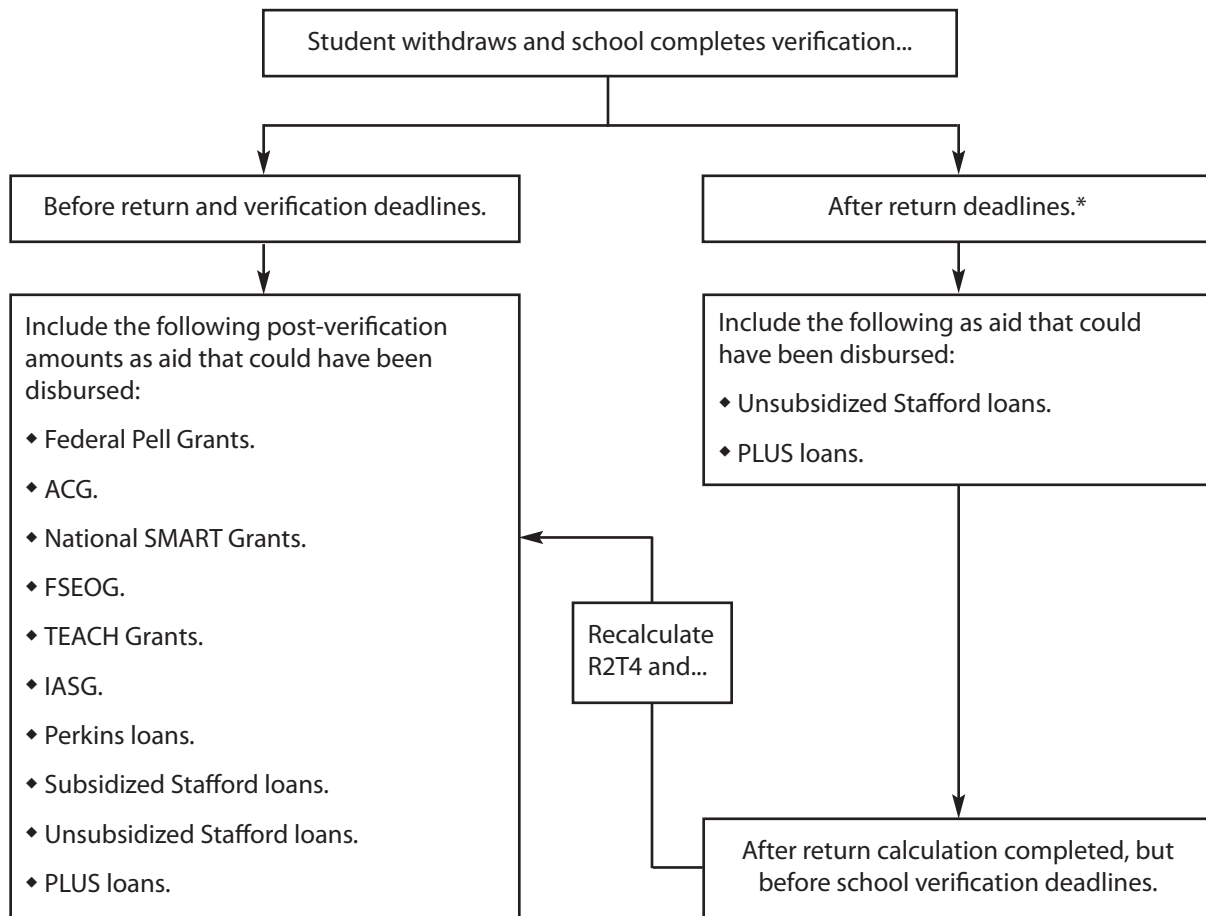 Student withdraws and school completes verification...
Before return and verification deadlines.
After return deadlines.*
Include the following post-verification
amounts as aid that could have been
disbursed:
◆ Federal Pell Grants.
◆ ACG.
◆ National SMART Grants.
◆ FSEOG.
◆ TEACH Grants.
◆ IASG.
◆ Perkins loans.
◆ Subsidized Stafford loans.
◆ Unsubsidized Stafford loans.
◆ PLUS loans.
Include the following as aid that could
have been disbursed:
◆ Unsubsidized Stafford loans.
◆ PLUS loans.
Recalculate
R2T4 and...
After return calculation completed, but
before school verification deadlines.